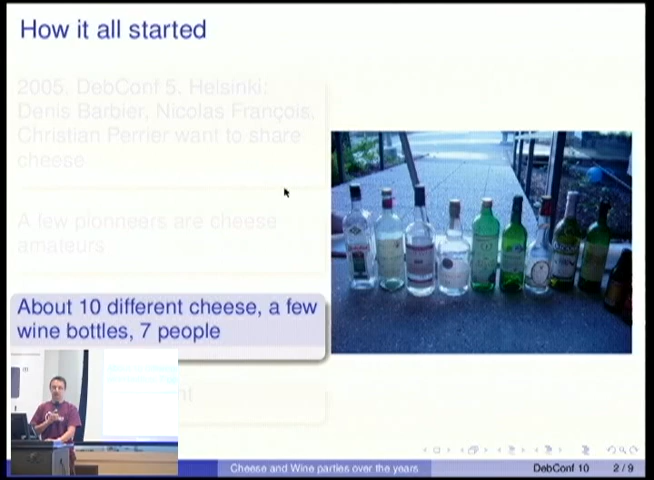 How it all started
2005, DebConf 5, Helsinki:
Denis Barbier, Nicolas François,
Christian Perrier want to share
cheese
A few pionneers are cheese
amateurs
About 10 different cheese, a few
wine bottles, 7 people
Cheese and Wine parties over the years
DebConf 10
2 / 9